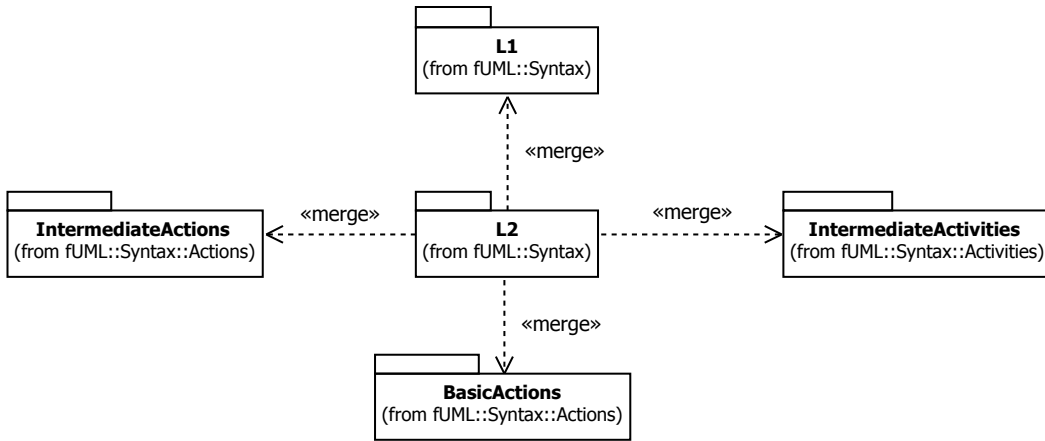 L1
(from fUML::Syntax)
«merge»
IntermediateActions
(from fUML::Syntax::Actions)
«merge»
L2
(from fUML::Syntax)
«merge»
IntermediateActivities
(from fUML::Syntax::Activities)
«merge»
BasicActions
(from fUML::Syntax::Actions)